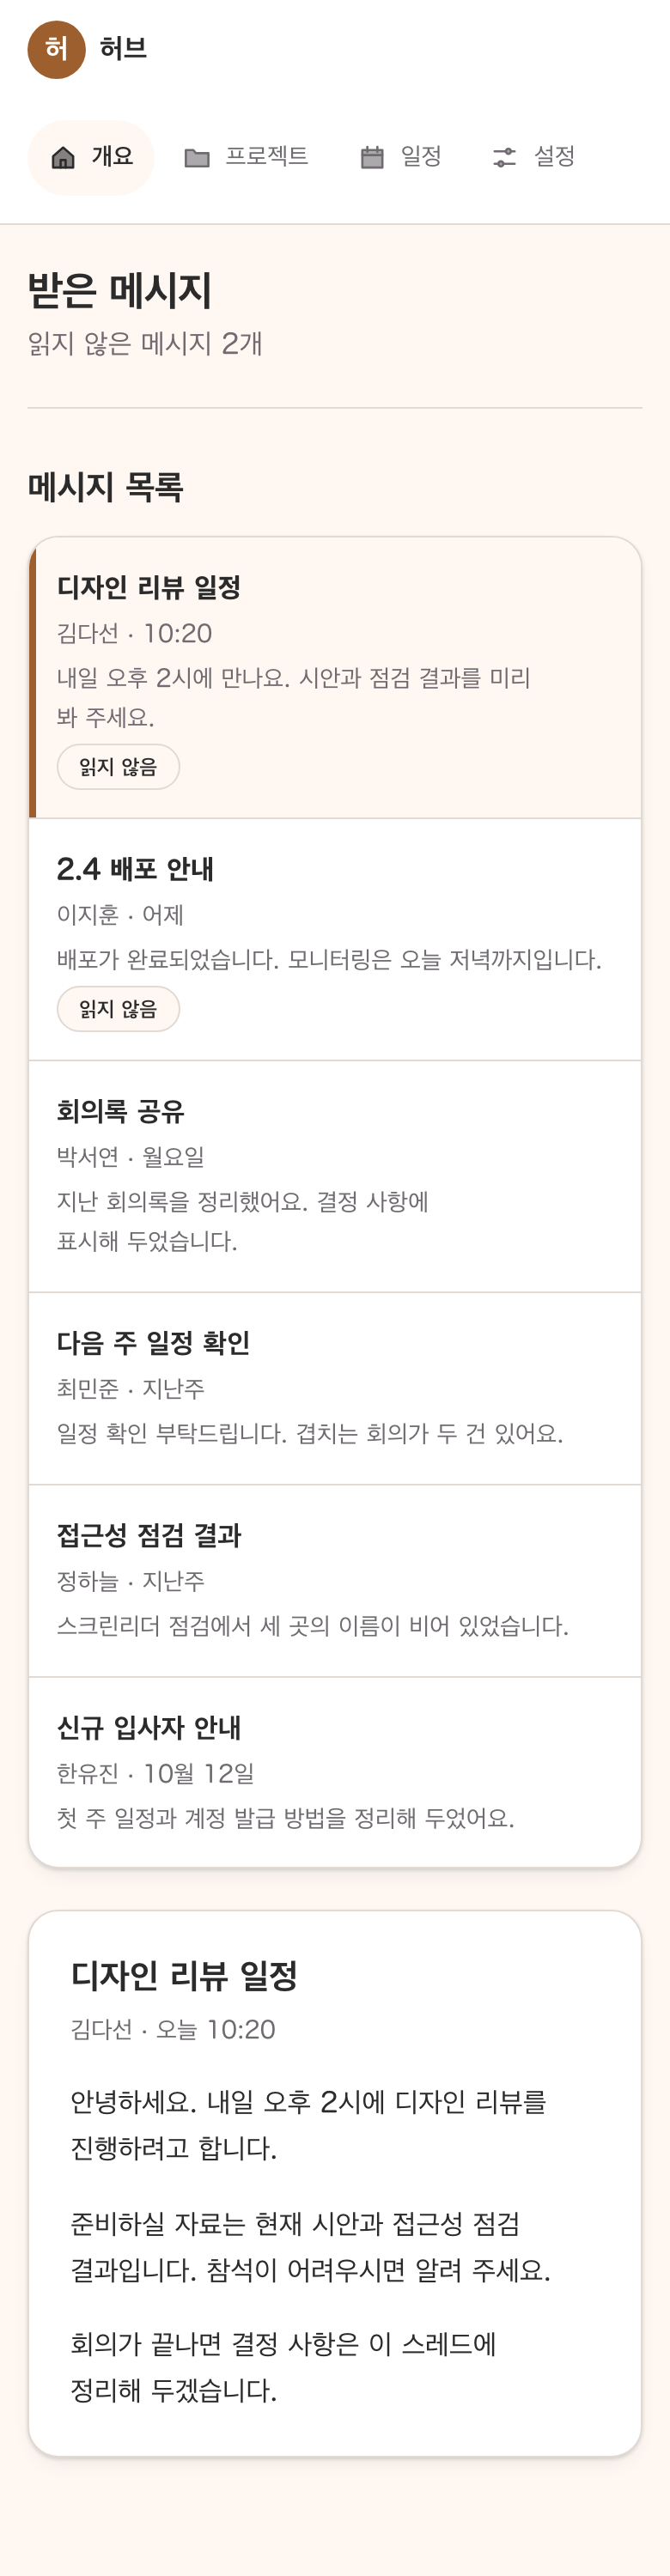 허 허브
개요 프로젝트 일정 설정
받은 메시지
읽지 않은 메시지 2개
메시지 목록
디자인 리뷰 일정
김다선 · 10:20
내일 오후 2시에 만나요. 시안과 점검 결과를 미리
봐 주세요.
읽지 않음
2.4 배포 안내
이지훈 · 어제
배포가 완료되었습니다. 모니터링은 오늘 저녁까지입니다.
읽지 않음
회의록 공유
박서연 · 월요일
지난 회의록을 정리했어요. 결정 사항에
표시해 두었습니다.
다음 주 일정 확인
최민준 · 지난주
일정 확인 부탁드립니다. 겹치는 회의가 두 건 있어요.
접근성 점검 결과
정하늘 · 지난주
스크린리더 점검에서 세 곳의 이름이 비어 있었습니다.
신규 입사자 안내
한유진 · 10월 12일
첫 주 일정과 계정 발급 방법을 정리해 두었어요.
디자인 리뷰 일정
김다선 · 오늘 10:20
안녕하세요. 내일 오후 2시에 디자인 리뷰를
진행하려고 합니다.
준비하실 자료는 현재 시안과 접근성 점검
결과입니다. 참석이 어려우시면 알려 주세요.
회의가 끝나면 결정 사항은 이 스레드에
정리해 두겠습니다.